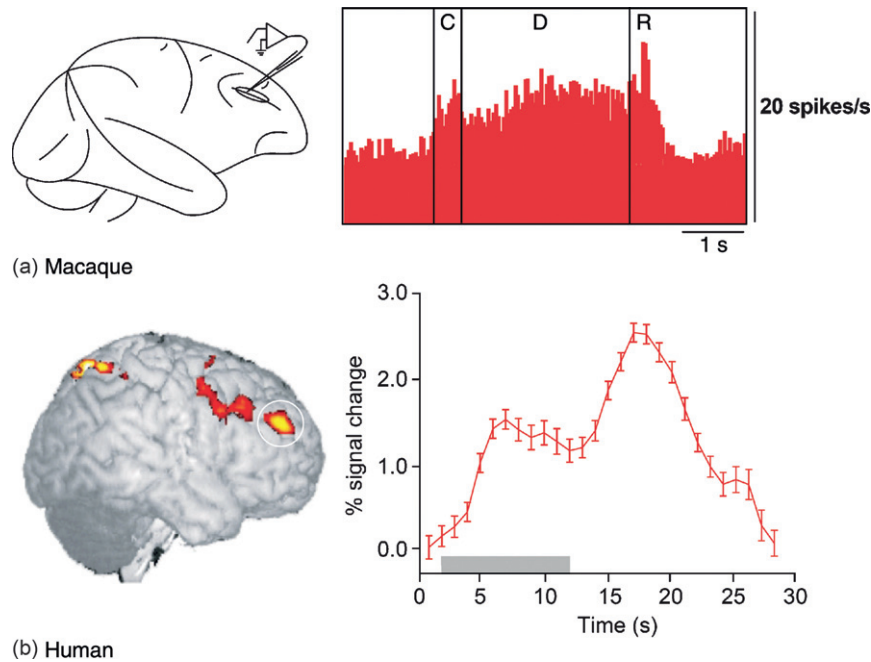 C D R
20 spikes/s
1 s
(a) Macaque
3.0
2.0
1.0
0.0
% signal change
0 5 10 15 20 25 30
Time (s)
(b) Human